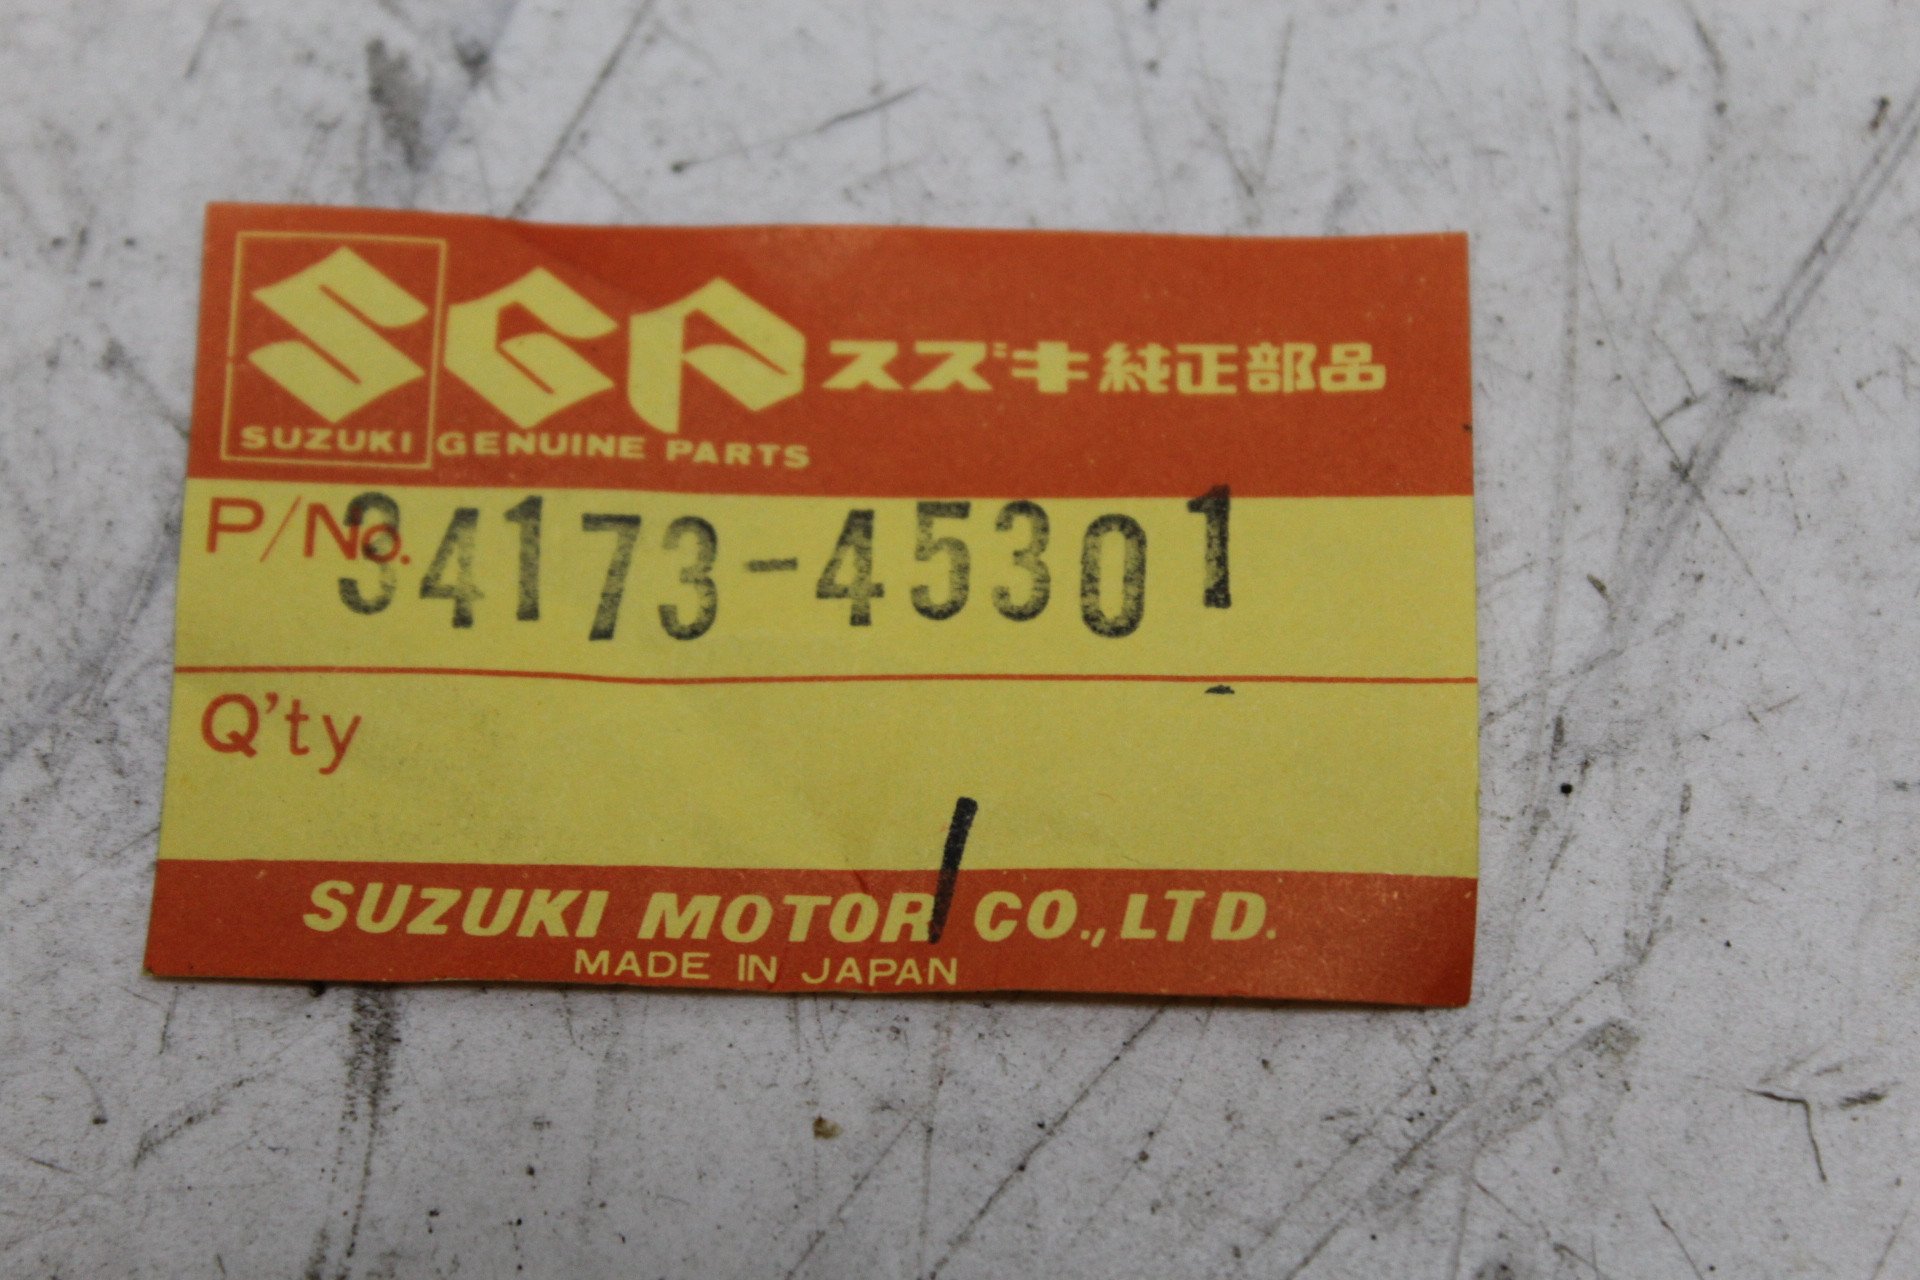 SGP スズキ純正部品
SUZUKI GENUINE PARTS
P/No. 34173-45301
Q'ty 1
SUZUKI MOTOR CO., LTD.
MADE IN JAPAN